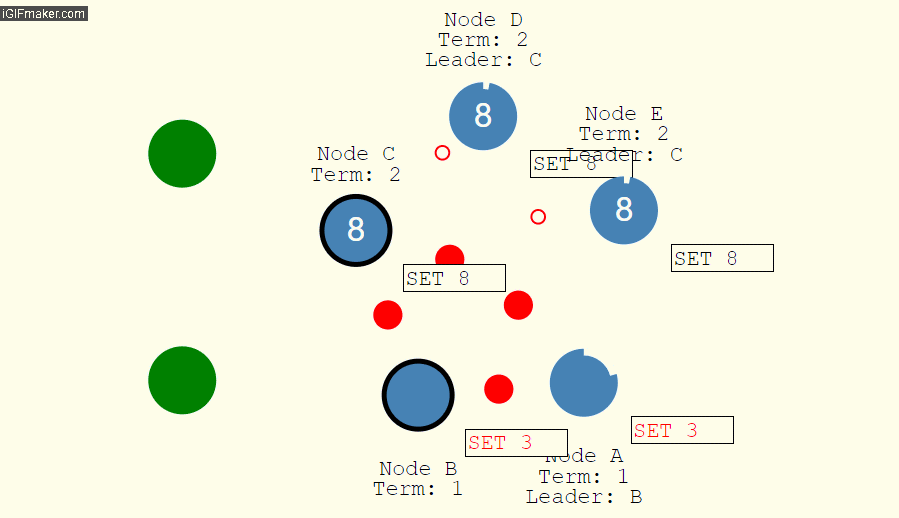 iGIFmaker.com
Node D
Term: 2
Leader: C
8
Node E
Term: 2
Leader: C
SET 8
8
Node C
Term: 2
8
SET 8
SET 8
SET 3
SET 3
Node A
Term: 1
Leader: B
Node B
Term: 1